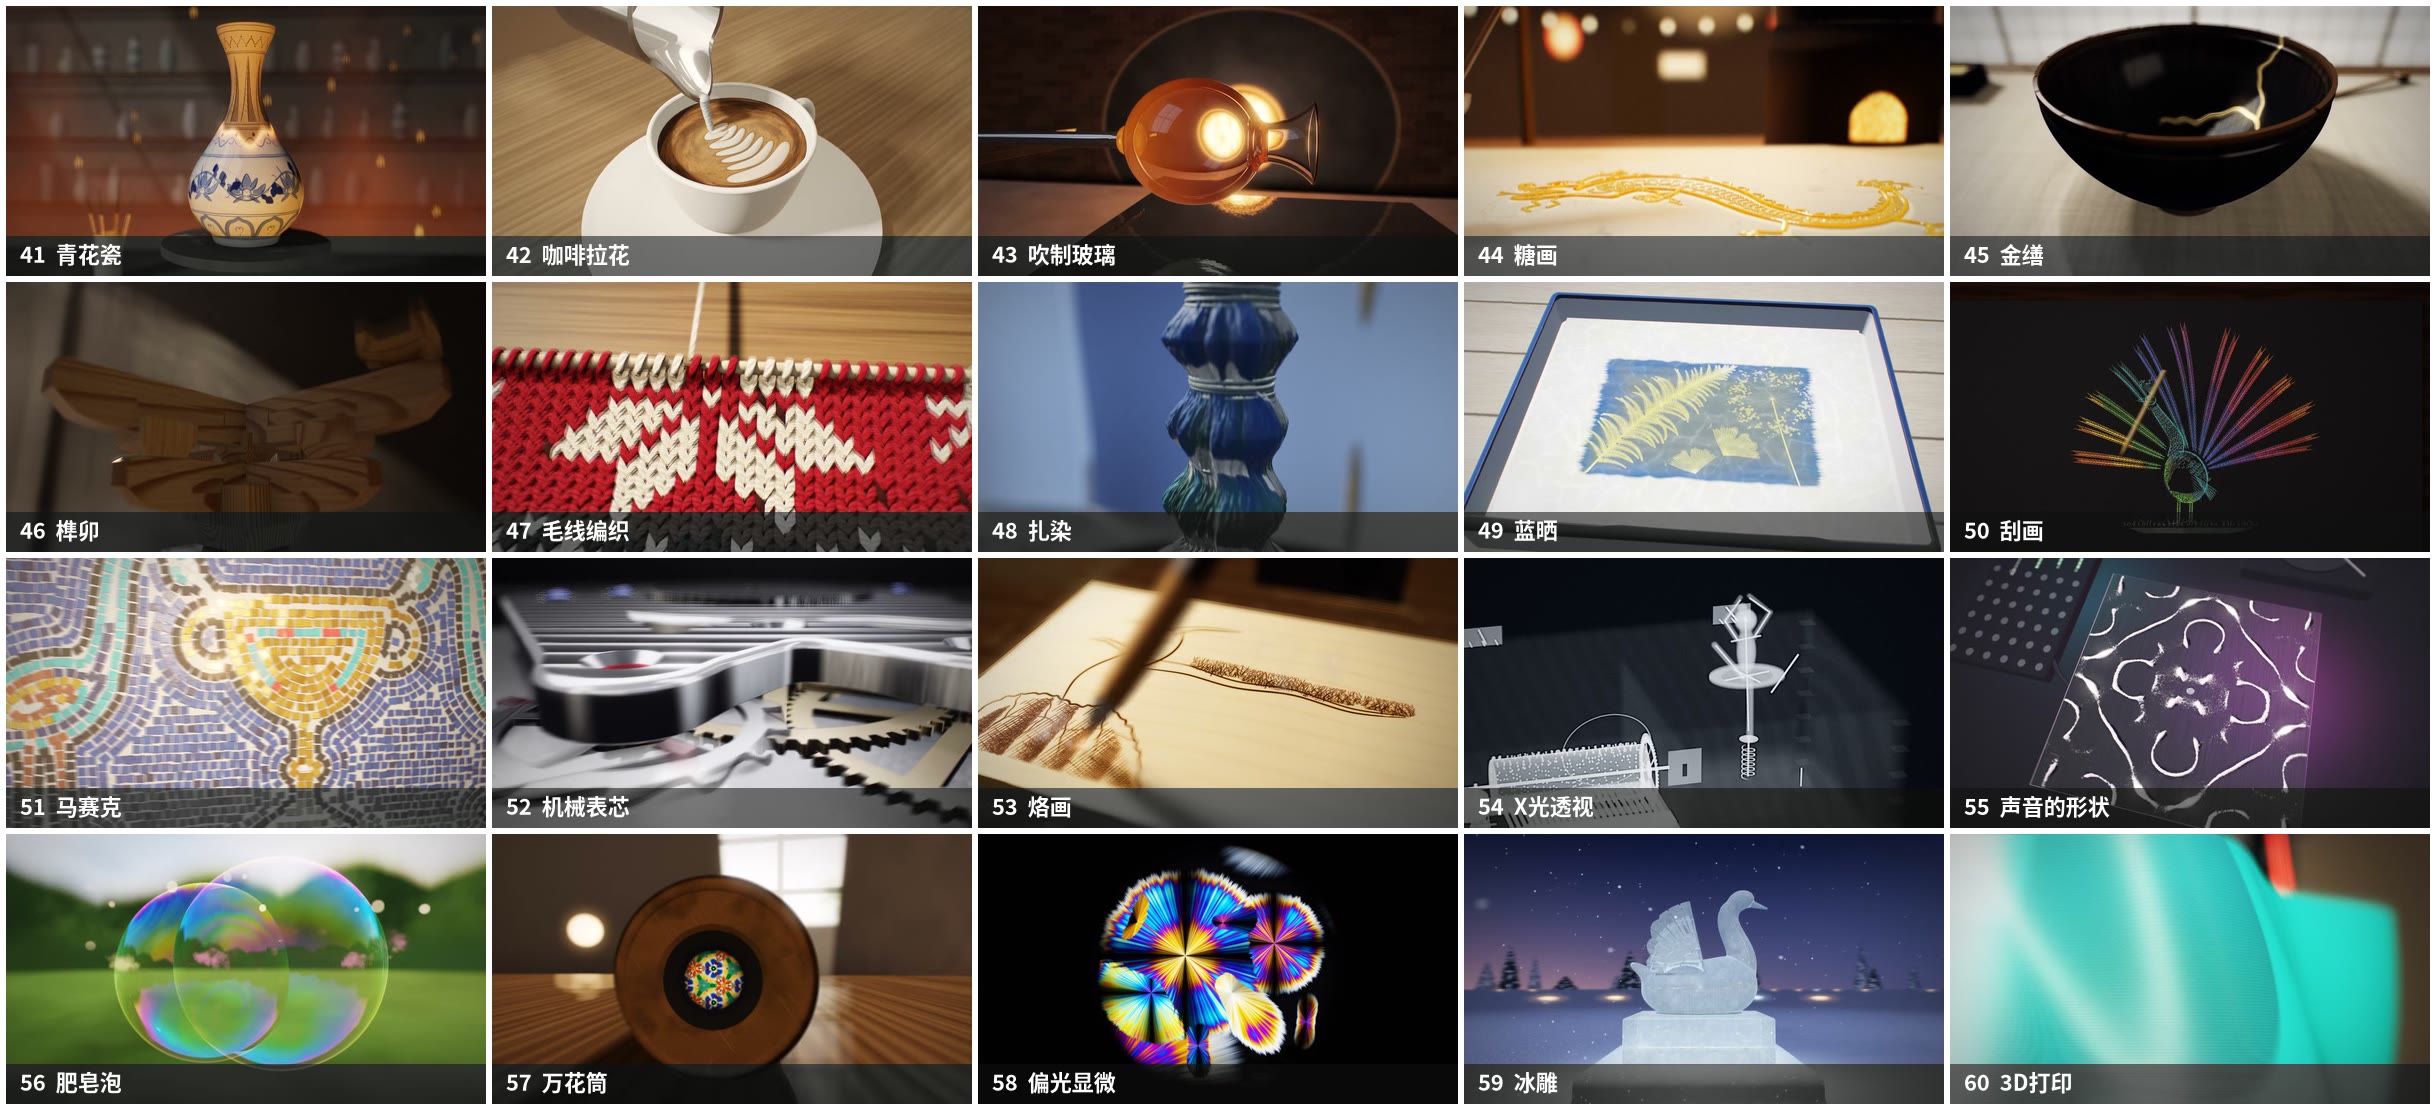 41 青花瓷
42 咖啡拉花
43 吹制玻璃
44 糖画
45 金缮
46 榫卯
47 毛线编织
48 扎染
49 蓝晒
50 刮画
51 马赛克
52 机械表芯
53 烙画
54 X光透视
55 声音的形状
56 肥皂泡
57 万花筒
58 偏光显微
59 冰雕
60 3D打印